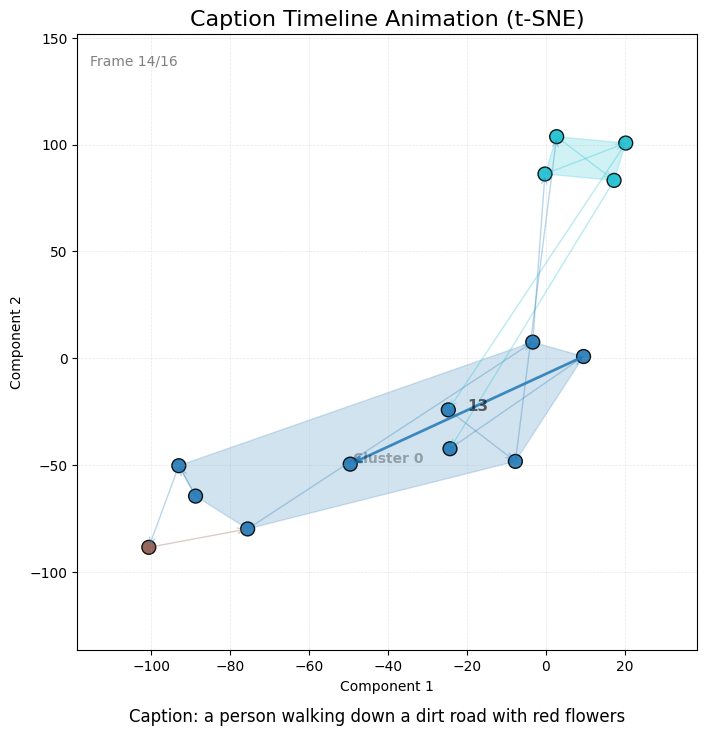 Caption Timeline Animation (t-SNE)
Frame 14/16
150
100
50
0
−50
−100
Component 2
13
Cluster 0
−100
−80
−60
−40
−20
0
20
Component 1
Caption: a person walking down a dirt road with red flowers